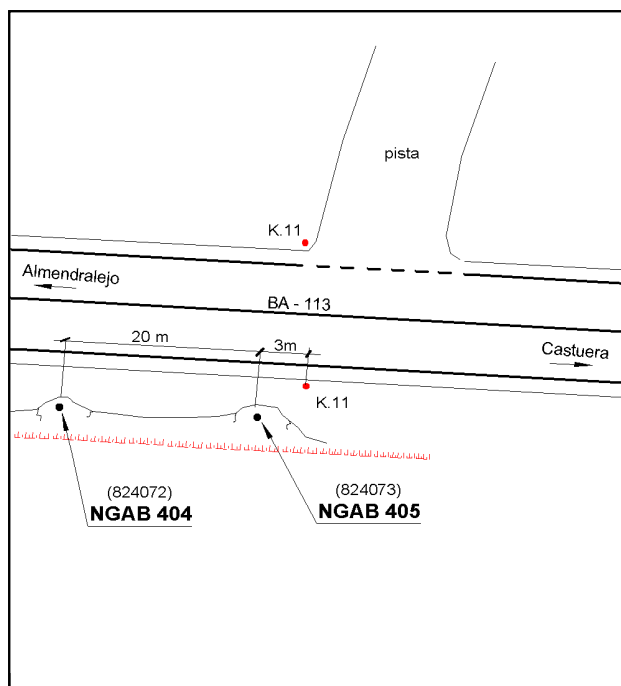 pista
K.11
Almendralejo
BA - 113
20 m
3m
Castuera
K.11
(824072)
NGAB 404
(824073)
NGAB 405